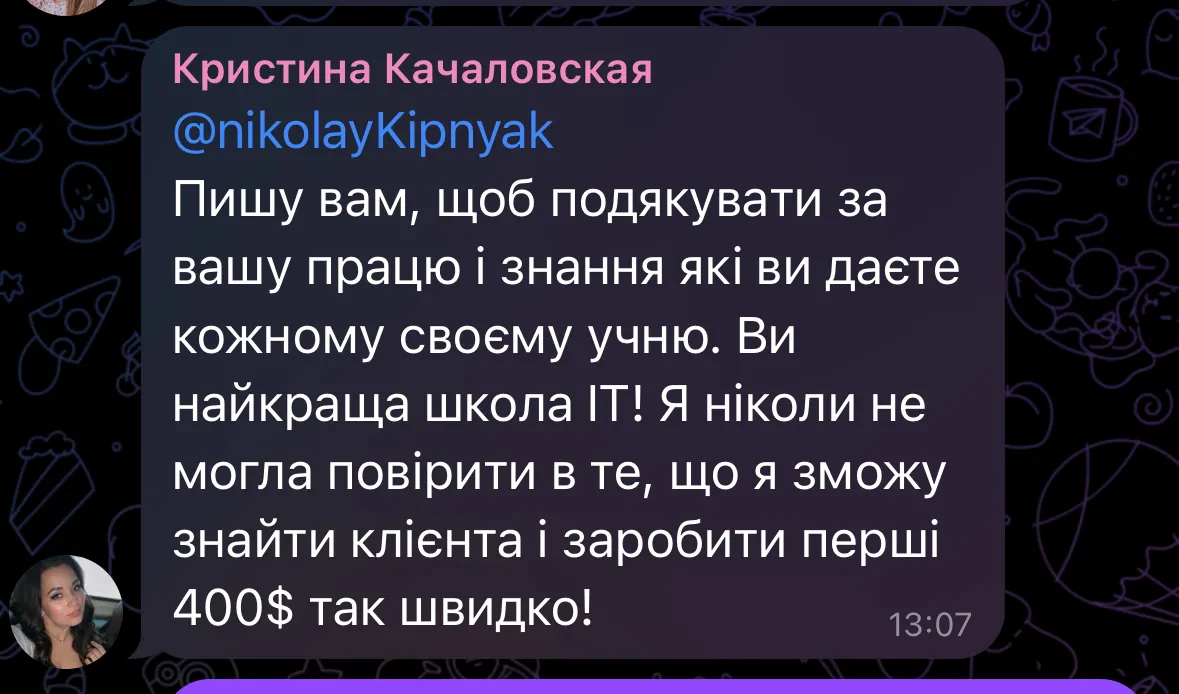 Кристина Качаловская
@nikolayKipnyak
Пишу вам, щоб подякувати за
вашу працю і знання які ви даєте
кожному своєму учню. Ви
найкраща школа ІТ! Я ніколи не
могла повірити в те, що я зможу
знайти клієнта і заробити перші
400$ так швидко!
13:07